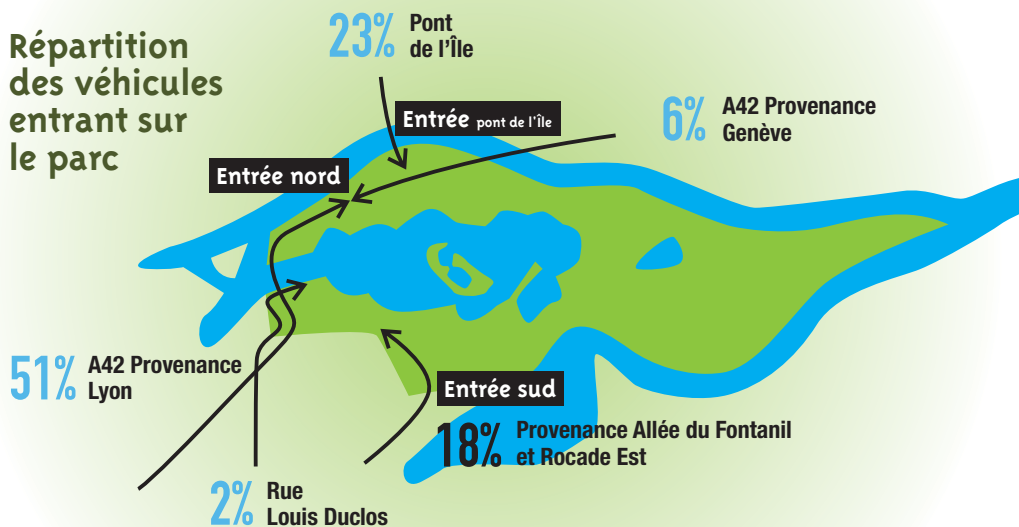 Répartition
des véhicules
entrant sur
le parc
23% Pont
de l'Île
Entrée pont de l'île
6% A42 Provenance
Genève
Entrée nord
51% A42 Provenance
Lyon
Entrée sud
18% Provenance Allée du Fontanil
et Rocade Est
2% Rue
Louis Duclos